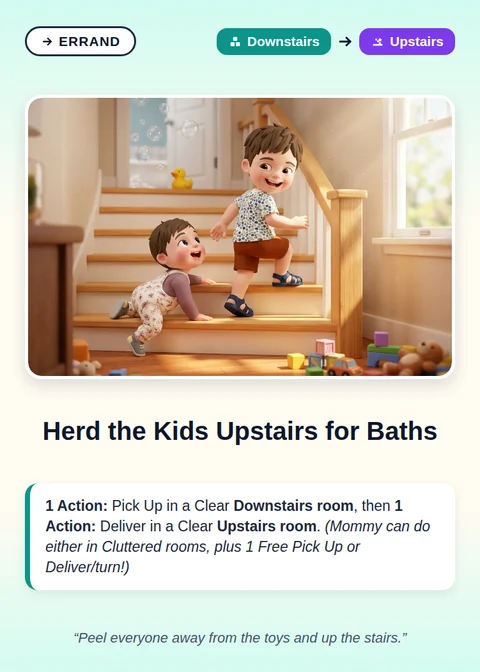 → ERRAND
Downstairs → Upstairs
Herd the Kids Upstairs for Baths
1 Action: Pick Up in a Clear Downstairs room, then 1
Action: Deliver in a Clear Upstairs room. (Mommy can do
either in Cluttered rooms, plus 1 Free Pick Up or
Deliver/turn!)
“Peel everyone away from the toys and up the stairs.”